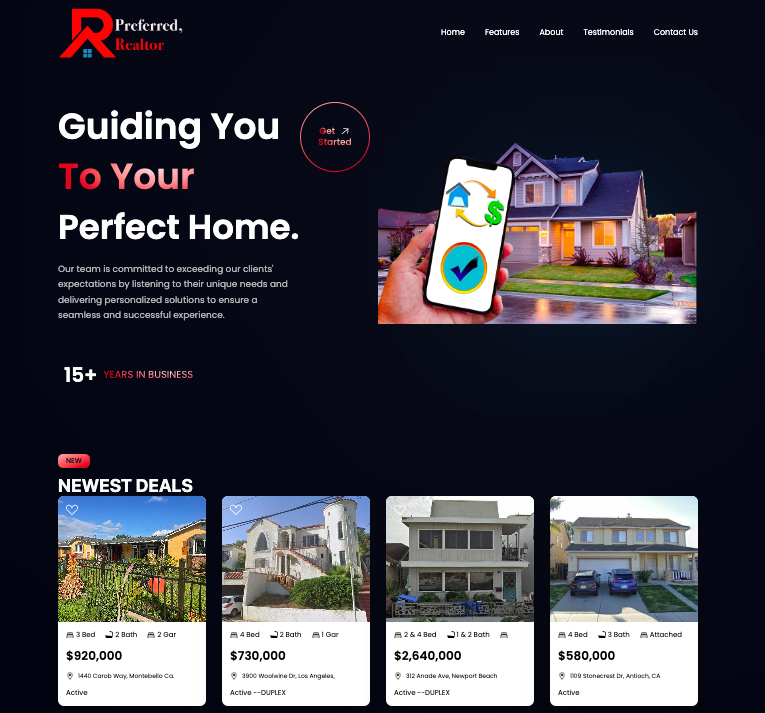 Preferred,
Realtor
Home Features About Testimonials Contact Us
Guiding You
To Your
Perfect Home.
Get
Started
Our team is committed to exceeding our clients'
expectations by listening to their unique needs and
delivering personalized solutions to ensure a
seamless and successful experience.
$
15+ YEARS IN BUSINESS
NEW
NEWEST DEALS
3 Bed 2 Bath 2 Gar
$920,000
1440 Carob Way, Montebello Ca.
Active
4 Bed 2 Bath 1 Gar
$730,000
3900 Woolwine Dr, Los Angeles,
Active --DUPLEX
2 & 4 Bed 1 & 2 Bath
$2,640,000
312 Anade Ave, Newport Beach
Active --DUPLEX
4 Bed 3 Bath Attached
$580,000
1109 Stonecrest Dr, Antioch, CA
Active